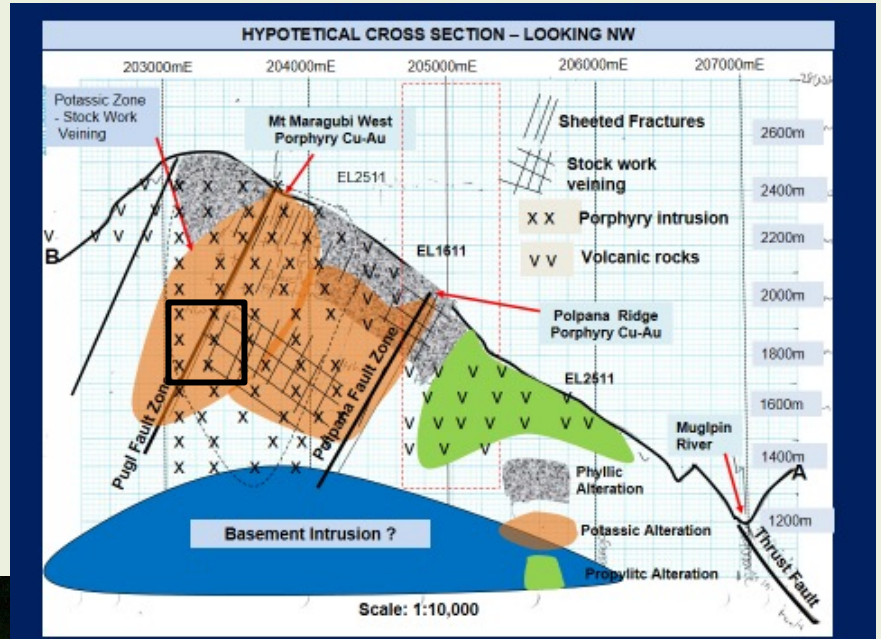 HYPOTETICAL CROSS SECTION – LOOKING NW
203000mE
204000mE
205000mE
206000mE
207000mE
Potassic Zone
- Stock Work
Veining
Mt Maragubi West
Porphyry Cu-Au
EL2511
Sheeted Fractures
Stock work
veining
X X Porphyry intrusion
V V Volcanic rocks
2600m
2400m
2200m
2000m
1800m
1600m
1400m
1200m
B
EL1611
Polpana Ridge
Porphyry Cu-Au
EL2511
Pugl Fault Zone
Polpana Fault Zone
Muglpin
River
A
Phyllic
Alteration
Potassic Alteration
Propylitc Alteration
Thrust Fault
Basement Intrusion ?
Scale: 1:10,000